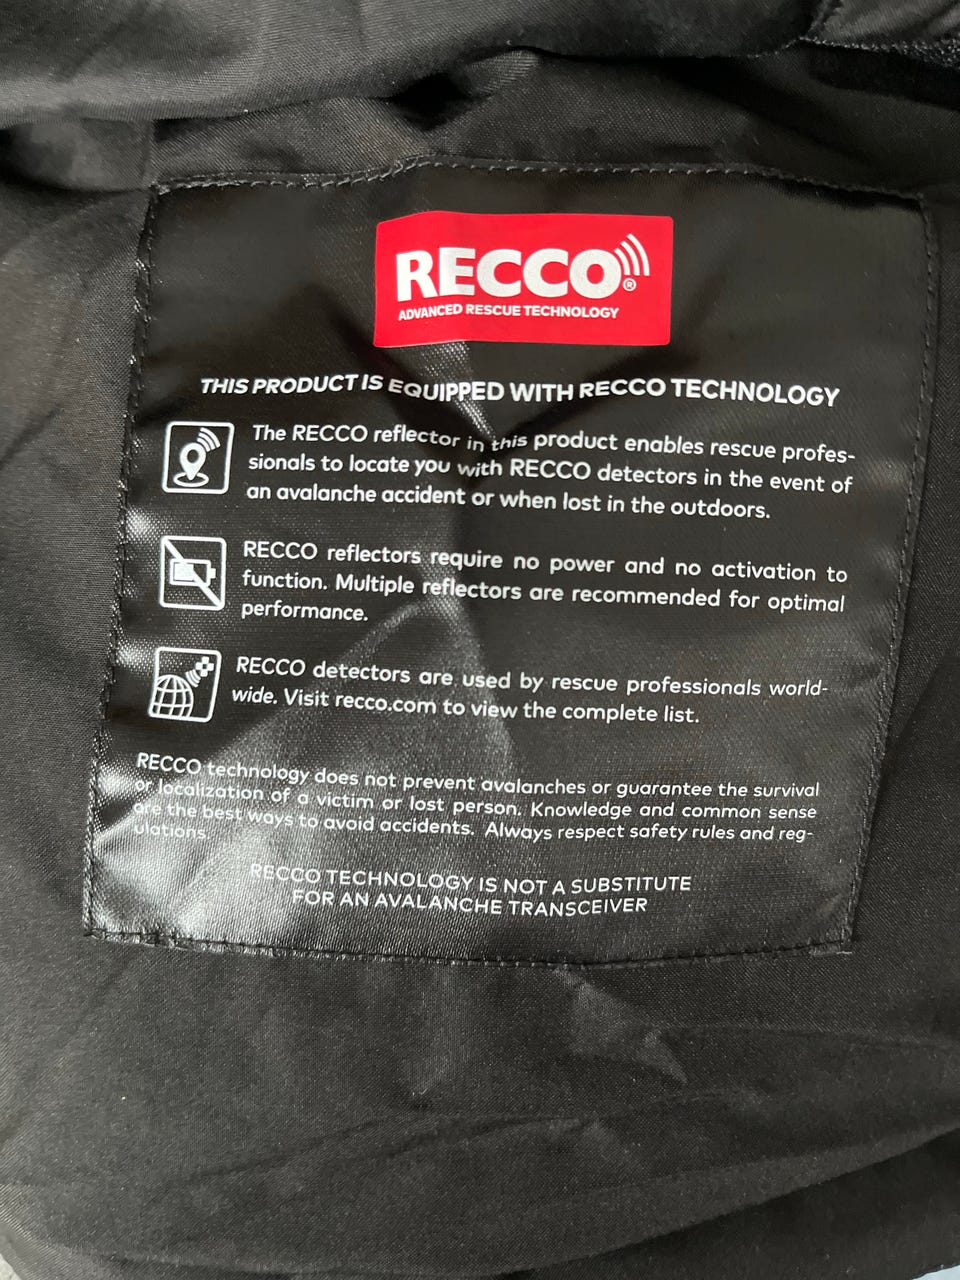 RECCO®
ADVANCED RESCUE TECHNOLOGY
THIS PRODUCT IS EQUIPPED WITH RECCO TECHNOLOGY
The RECCO reflector in this product enables rescue profes-
sionals to locate you with RECCO detectors in the event of
an avalanche accident or when lost in the outdoors.
RECCO reflectors require no power and no activation to
function. Multiple reflectors are recommended for optimal
performance.
RECCO detectors are used by rescue professionals world-
wide. Visit recco.com to view the complete list.
RECCO technology does not prevent avalanches or guarantee the survival
or localization of a victim or lost person. Knowledge and common sense
are the best ways to avoid accidents. Always respect safety rules and reg-
ulations.
RECCO TECHNOLOGY IS NOT A SUBSTITUTE
FOR AN AVALANCHE TRANSCEIVER